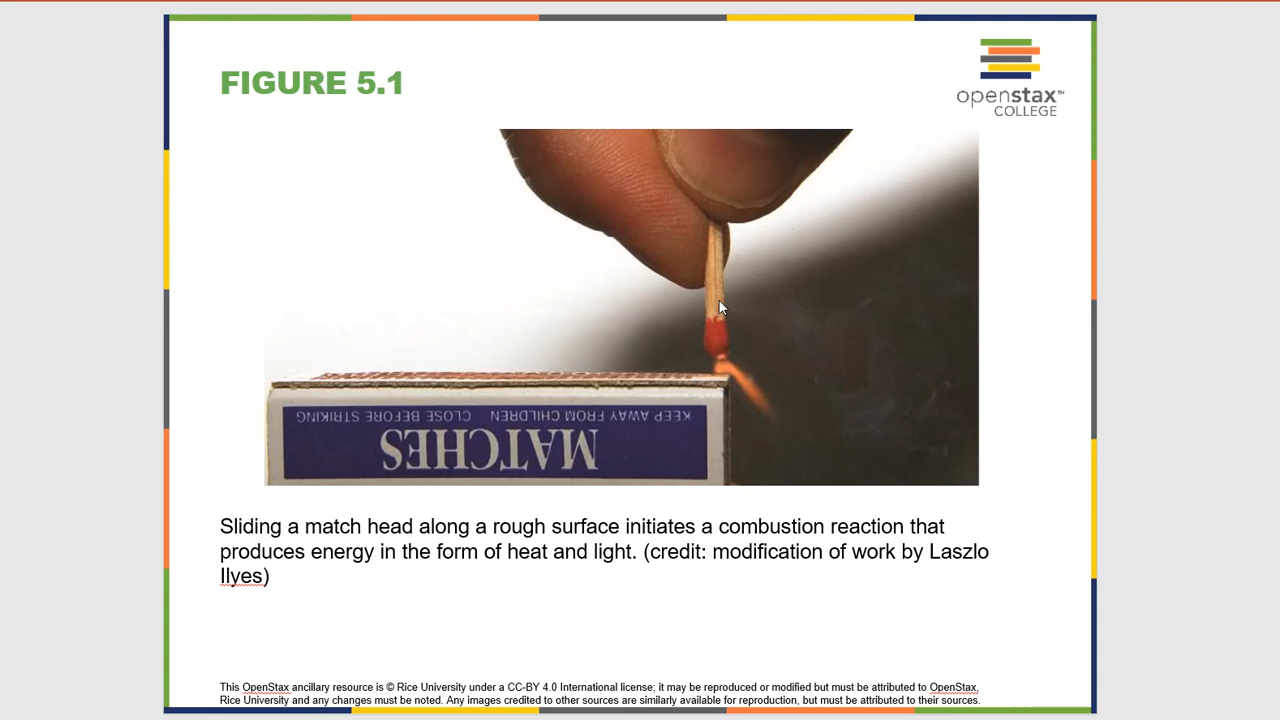 FIGURE 5.1
openstax™
COLLEGE
KEEP AWAY FROM CHILDREN CLOSE BEFORE STRIKING
MATCHES
Sliding a match head along a rough surface initiates a combustion reaction that
produces energy in the form of heat and light. (credit: modification of work by Laszlo
Ilyes)
This OpenStax ancillary resource is © Rice University under a CC-BY 4.0 International license; it may be reproduced or modified but must be attributed to OpenStax,
Rice University and any changes must be noted. Any images credited to other sources are similarly available for reproduction, but must be attributed to their sources.